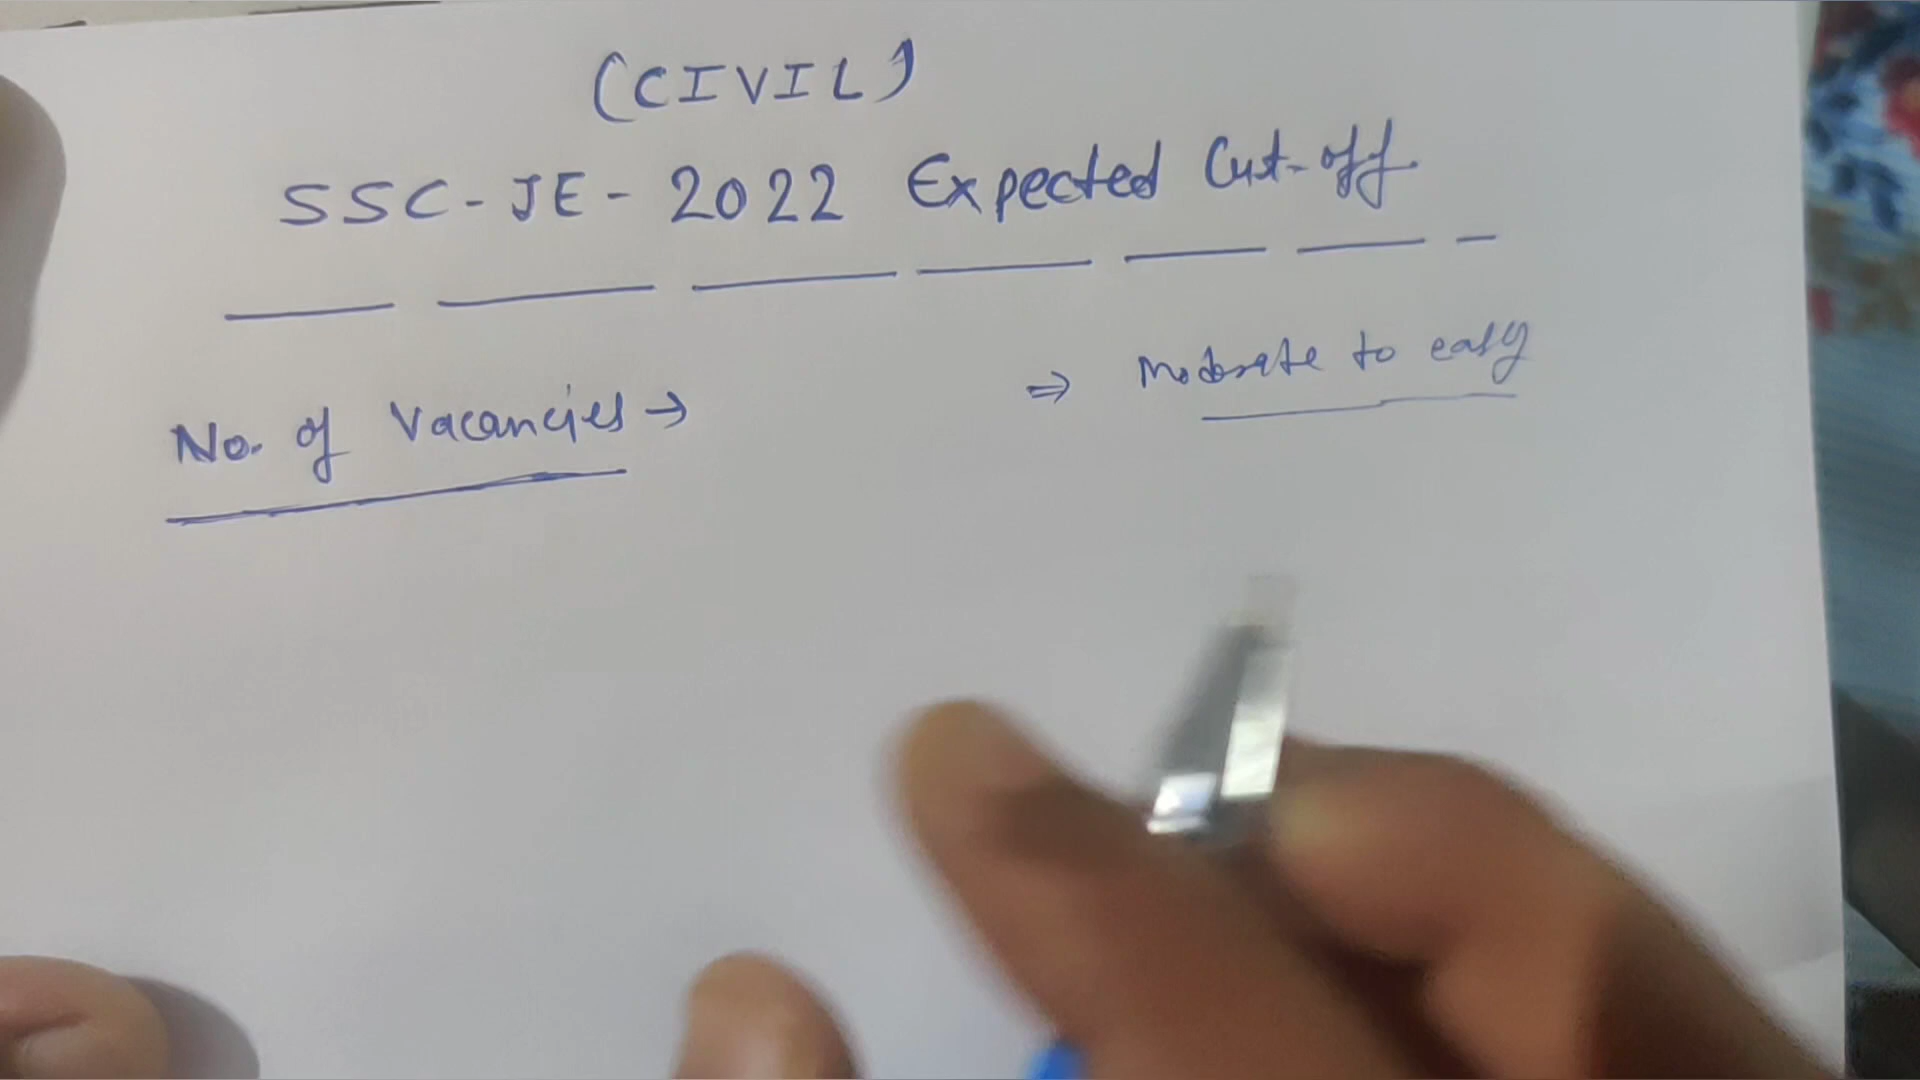 (CIVIL)
SSC-JE-2022 Expected Cut-off
No. of Vacancies →
⇒ Moderate to easy